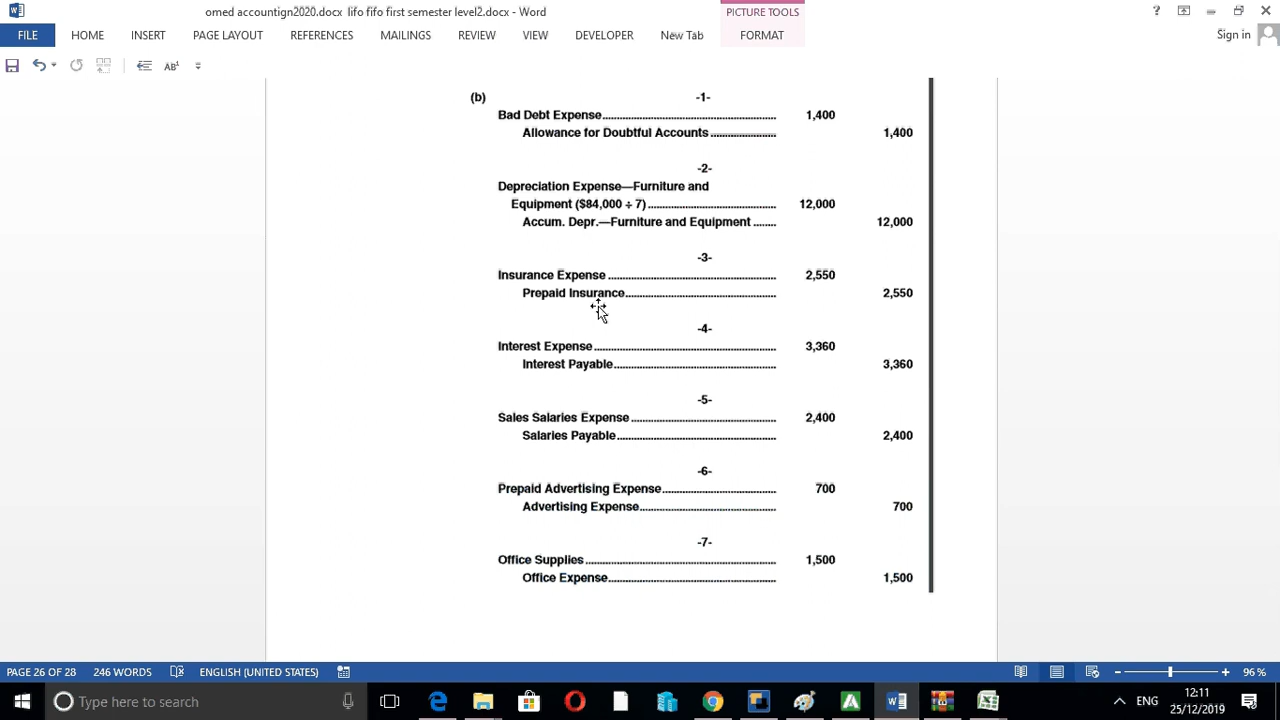 omed accountign2020.docx lifo fifo first semester level2.docx - Word
PICTURE TOOLS
FILE HOME INSERT PAGE LAYOUT REFERENCES MAILINGS REVIEW VIEW DEVELOPER New Tab FORMAT Sign in
AB¹
(b) -1-
Bad Debt Expense 1,400
Allowance for Doubtful Accounts 1,400
-2-
Depreciation Expense—Furniture and
Equipment ($84,000 ÷ 7) 12,000
Accum. Depr.—Furniture and Equipment 12,000
-3-
Insurance Expense 2,550
Prepaid Insurance 2,550
-4-
Interest Expense 3,360
Interest Payable 3,360
-5-
Sales Salaries Expense 2,400
Salaries Payable 2,400
-6-
Prepaid Advertising Expense 700
Advertising Expense 700
-7-
Office Supplies 1,500
Office Expense 1,500
PAGE 26 OF 28 246 WORDS ENGLISH (UNITED STATES) 96%
Type here to search
ENG
12:11
25/12/2019